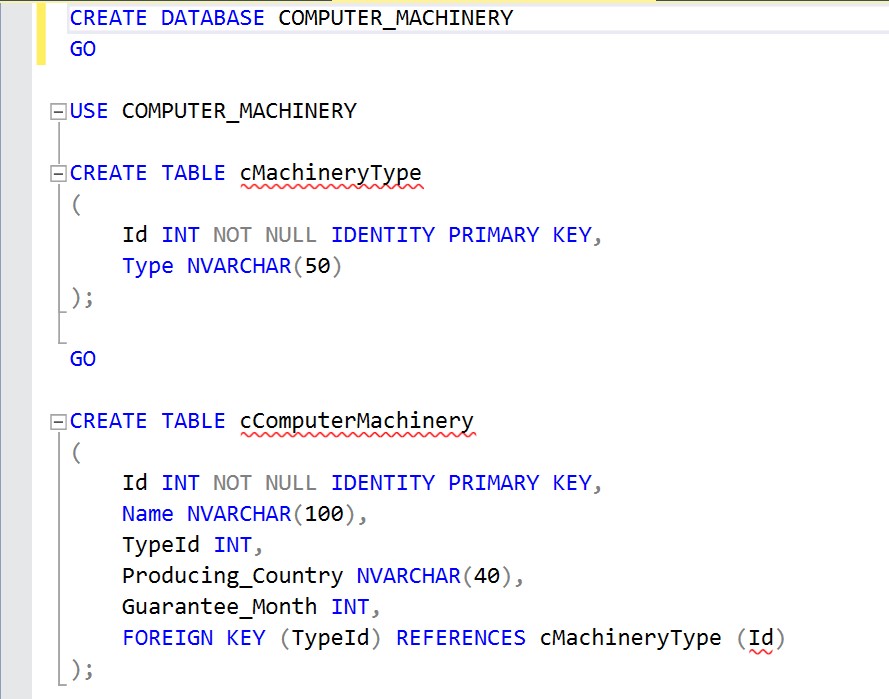 CREATE DATABASE COMPUTER_MACHINERY
GO
USE COMPUTER_MACHINERY
CREATE TABLE cMachineryType
(
Id INT NOT NULL IDENTITY PRIMARY KEY,
Type NVARCHAR(50)
);
GO
CREATE TABLE cComputerMachinery
(
Id INT NOT NULL IDENTITY PRIMARY KEY,
Name NVARCHAR(100),
TypeId INT,
Producing_Country NVARCHAR(40),
Guarantee_Month INT,
FOREIGN KEY (TypeId) REFERENCES cMachineryType (Id)
);